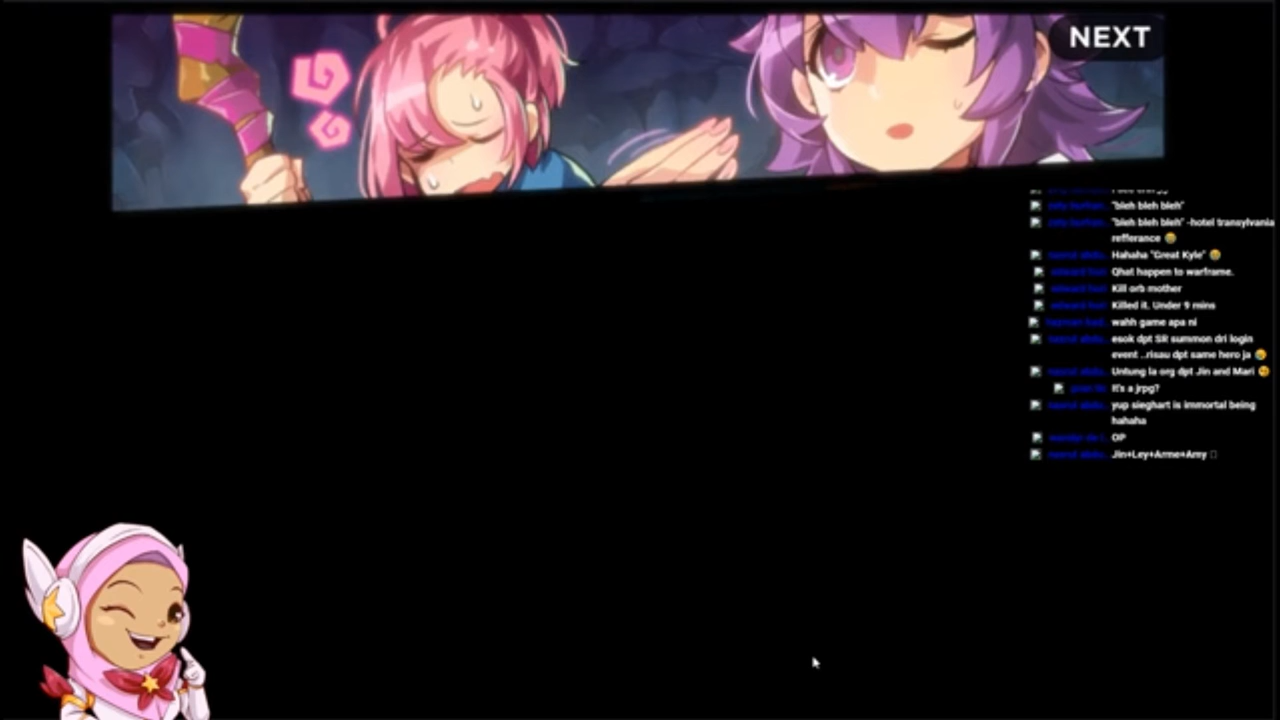 NEXT
"bleh bleh bleh"
"bleh bleh bleh" -hotel transylvania
refferance
Hahaha "Great Kyle"
Qhat happen to warframe.
Kill orb mother
Killed it. Under 9 mins
wahh game apa ni
esok dpt SR summon dri login
event ..risau dpt same hero ja
Untung la org dpt Jin and Mari
It's a jrpg?
yup sieghart is immortal being
hahaha
OP
Jin+Ley+Arme+Amy